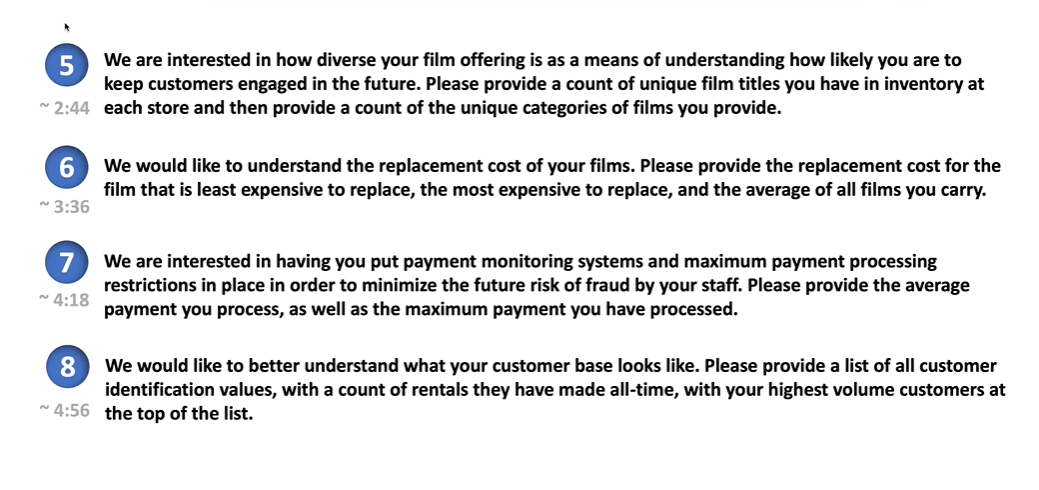 5
We are interested in how diverse your film offering is as a means of understanding how likely you are to
keep customers engaged in the future. Please provide a count of unique film titles you have in inventory at
~ 2:44 each store and then provide a count of the unique categories of films you provide.
6
We would like to understand the replacement cost of your films. Please provide the replacement cost for the
film that is least expensive to replace, the most expensive to replace, and the average of all films you carry.
~ 3:36
7
We are interested in having you put payment monitoring systems and maximum payment processing
restrictions in place in order to minimize the future risk of fraud by your staff. Please provide the average
~ 4:18
payment you process, as well as the maximum payment you have processed.
8
We would like to better understand what your customer base looks like. Please provide a list of all customer
identification values, with a count of rentals they have made all-time, with your highest volume customers at
~ 4:56 the top of the list.